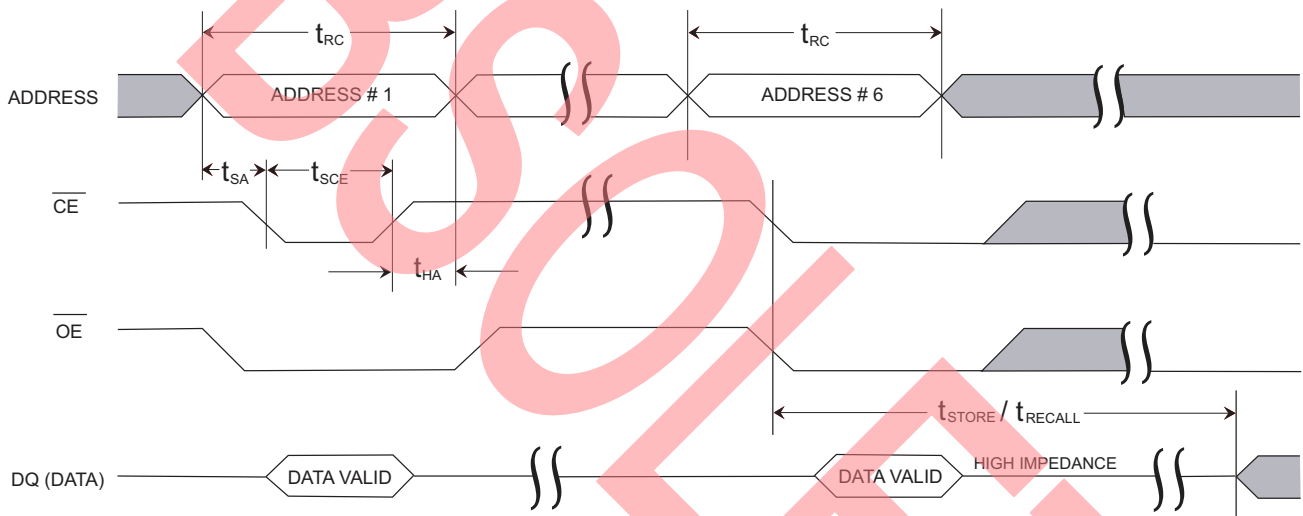 tRC
tRC
ADDRESS
ADDRESS # 1
ADDRESS # 6
tSA
tSCE
CE
tHA
OE
tSTORE / tRECALL
DQ (DATA)
DATA VALID
DATA VALID
HIGH IMPEDANCE